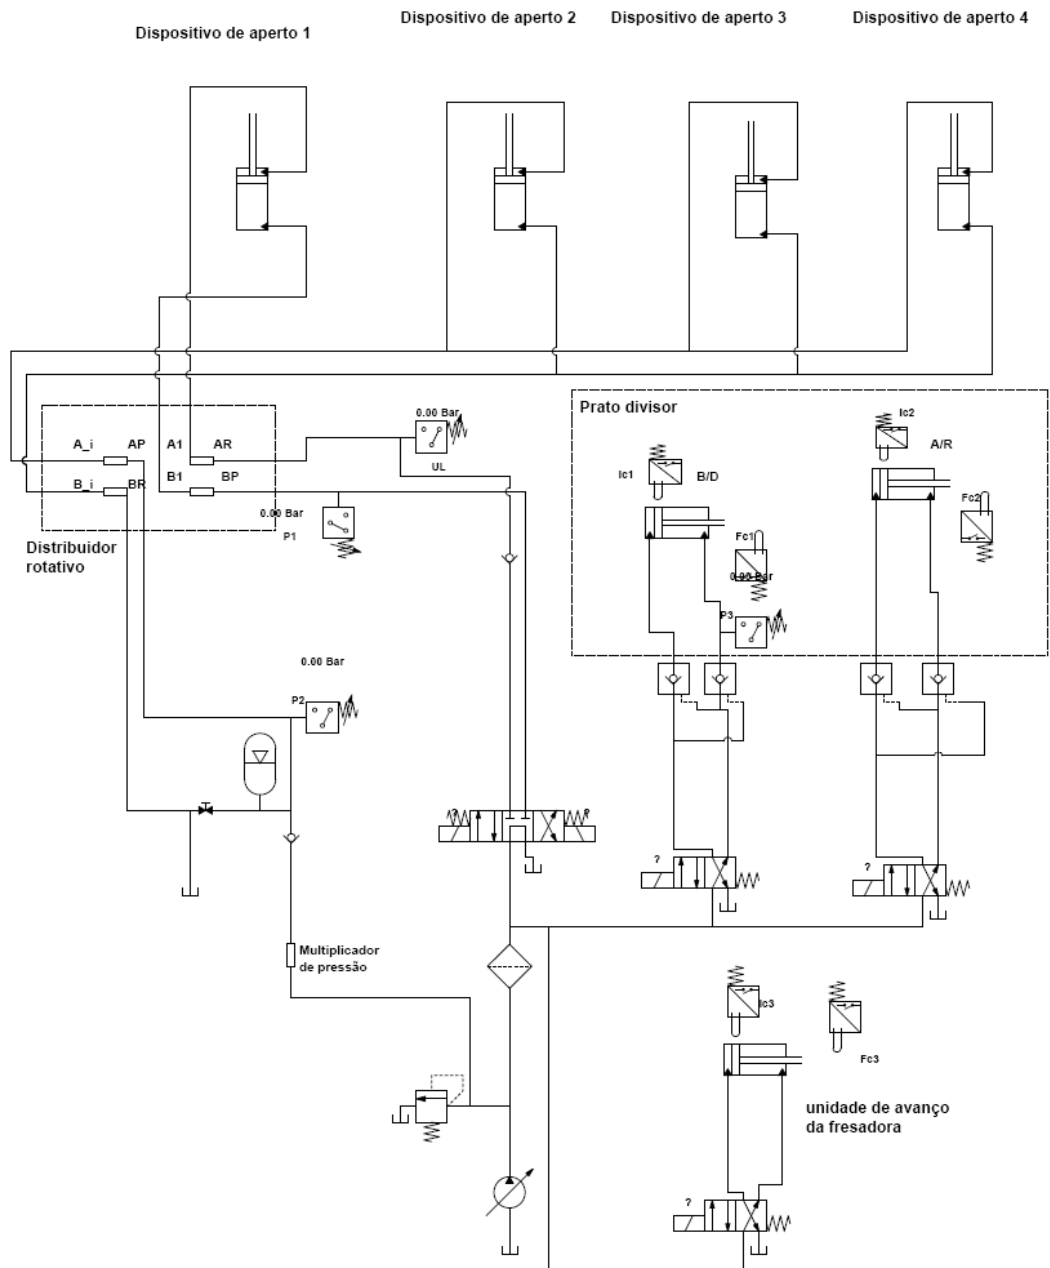 Dispositivo de aperto 1
Dispositivo de aperto 2
Dispositivo de aperto 3
Dispositivo de aperto 4
Prato divisor
0.00 Bar
UL
A_i
AP
A1
AR
B_i
BR
B1
BP
0.00 Bar
P1
Distribuidor
rotativo
Ic1
B/D
Fc1
0.00 Bar
P3
Ic2
A/R
Fc2
0.00 Bar
P2
?
?
?
?
Multiplicador
de pressão
Ic3
Fc3
unidade de avanço
da fresadora
?